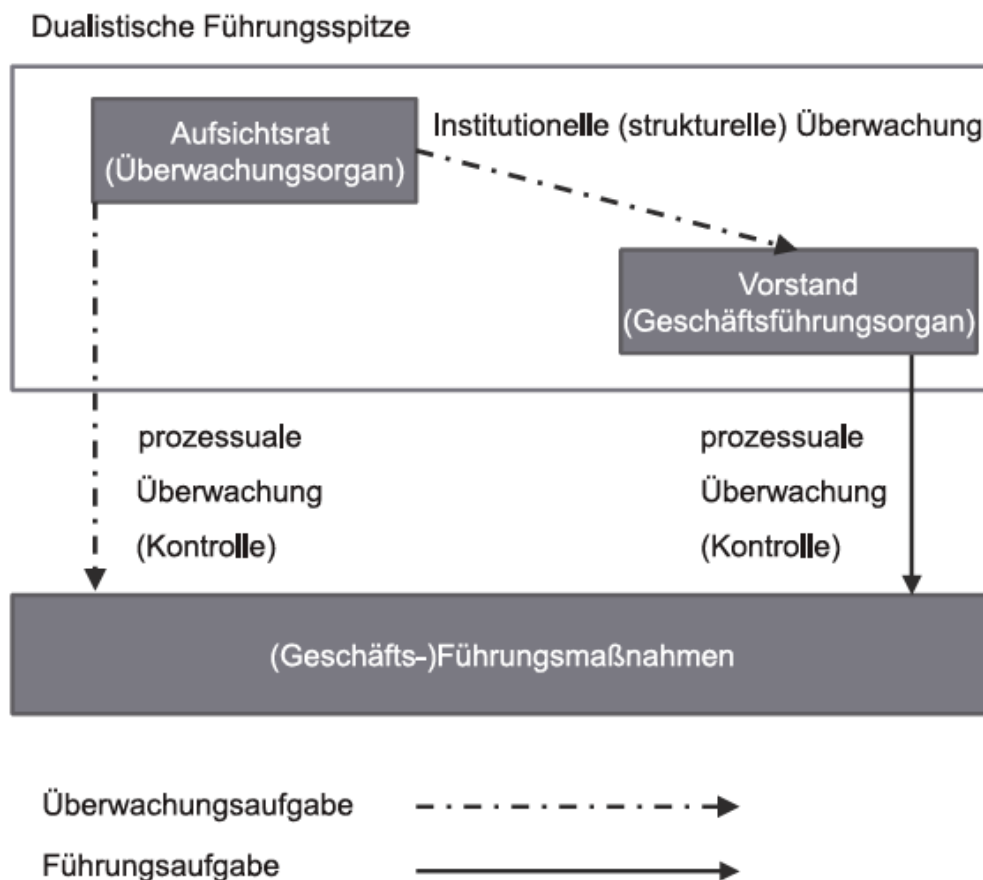 Dualistische Führungsspitze
Aufsichtsrat
(Überwachungsorgan)
Institutionelle (strukturelle) Überwachung
Vorstand
(Geschäftsführungsorgan)
prozessuale
Überwachung
(Kontrolle)
prozessuale
Überwachung
(Kontrolle)
(Geschäfts-)Führungsmaßnahmen
Überwachungsaufgabe
Führungsaufgabe